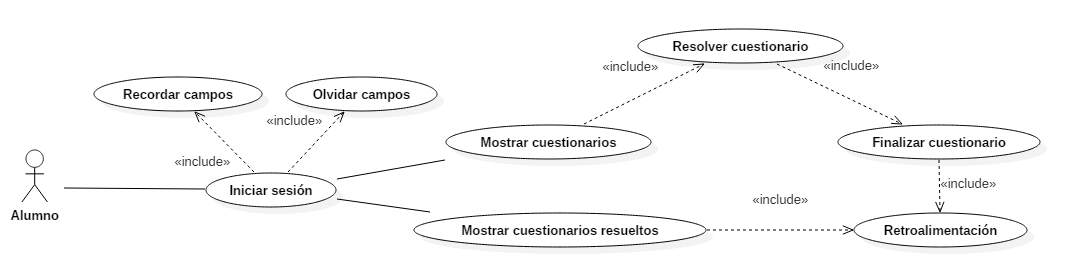 Resolver cuestionario
«include»
«include»
Recordar campos
Olvidar campos
«include»
Mostrar cuestionarios
Finalizar cuestionario
«include»
Iniciar sesión
«include»
Alumno
«include»
Mostrar cuestionarios resueltos
Retroalimentación